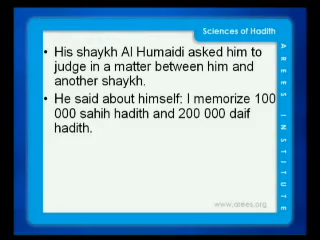 Sciences of Hadith
• His shaykh Al Humaidi asked him to
judge in a matter between him and
another shaykh.
• He said about himself: I memorize 100
000 sahih hadith and 200 000 daif
hadith.
AREES INSTITUTE
www.arees.org